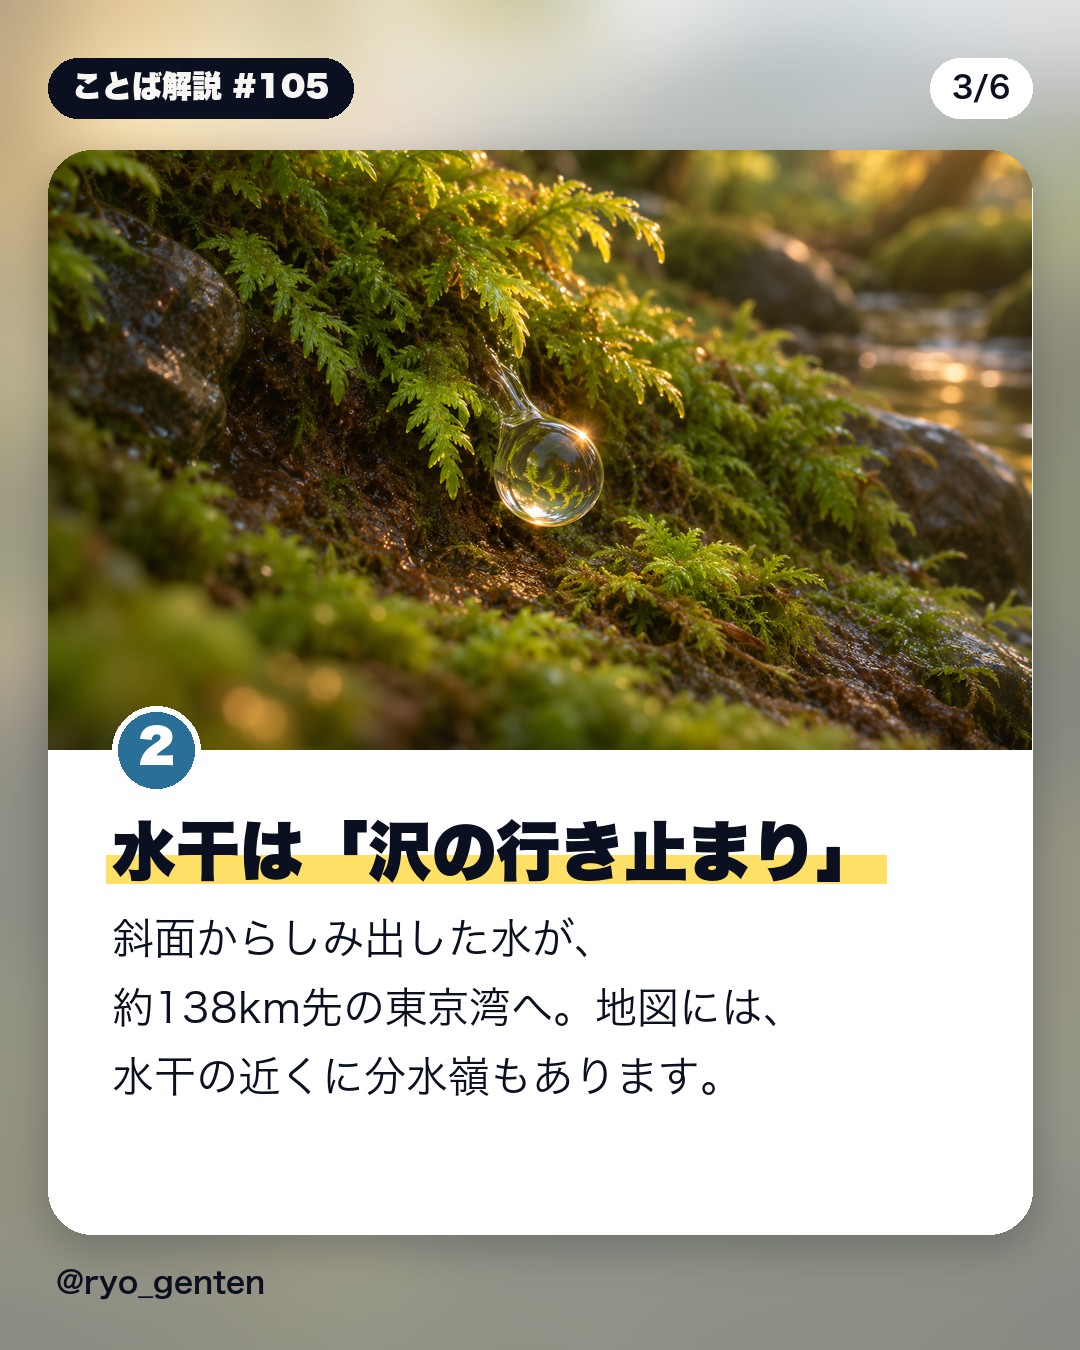 ことば解説 #105
3/6
2
水干は「沢の行き止まり」
斜面からしみ出した水が、
約138km先の東京湾へ。地図には、
水干の近くに分水嶺もあります。
@ryo_genten